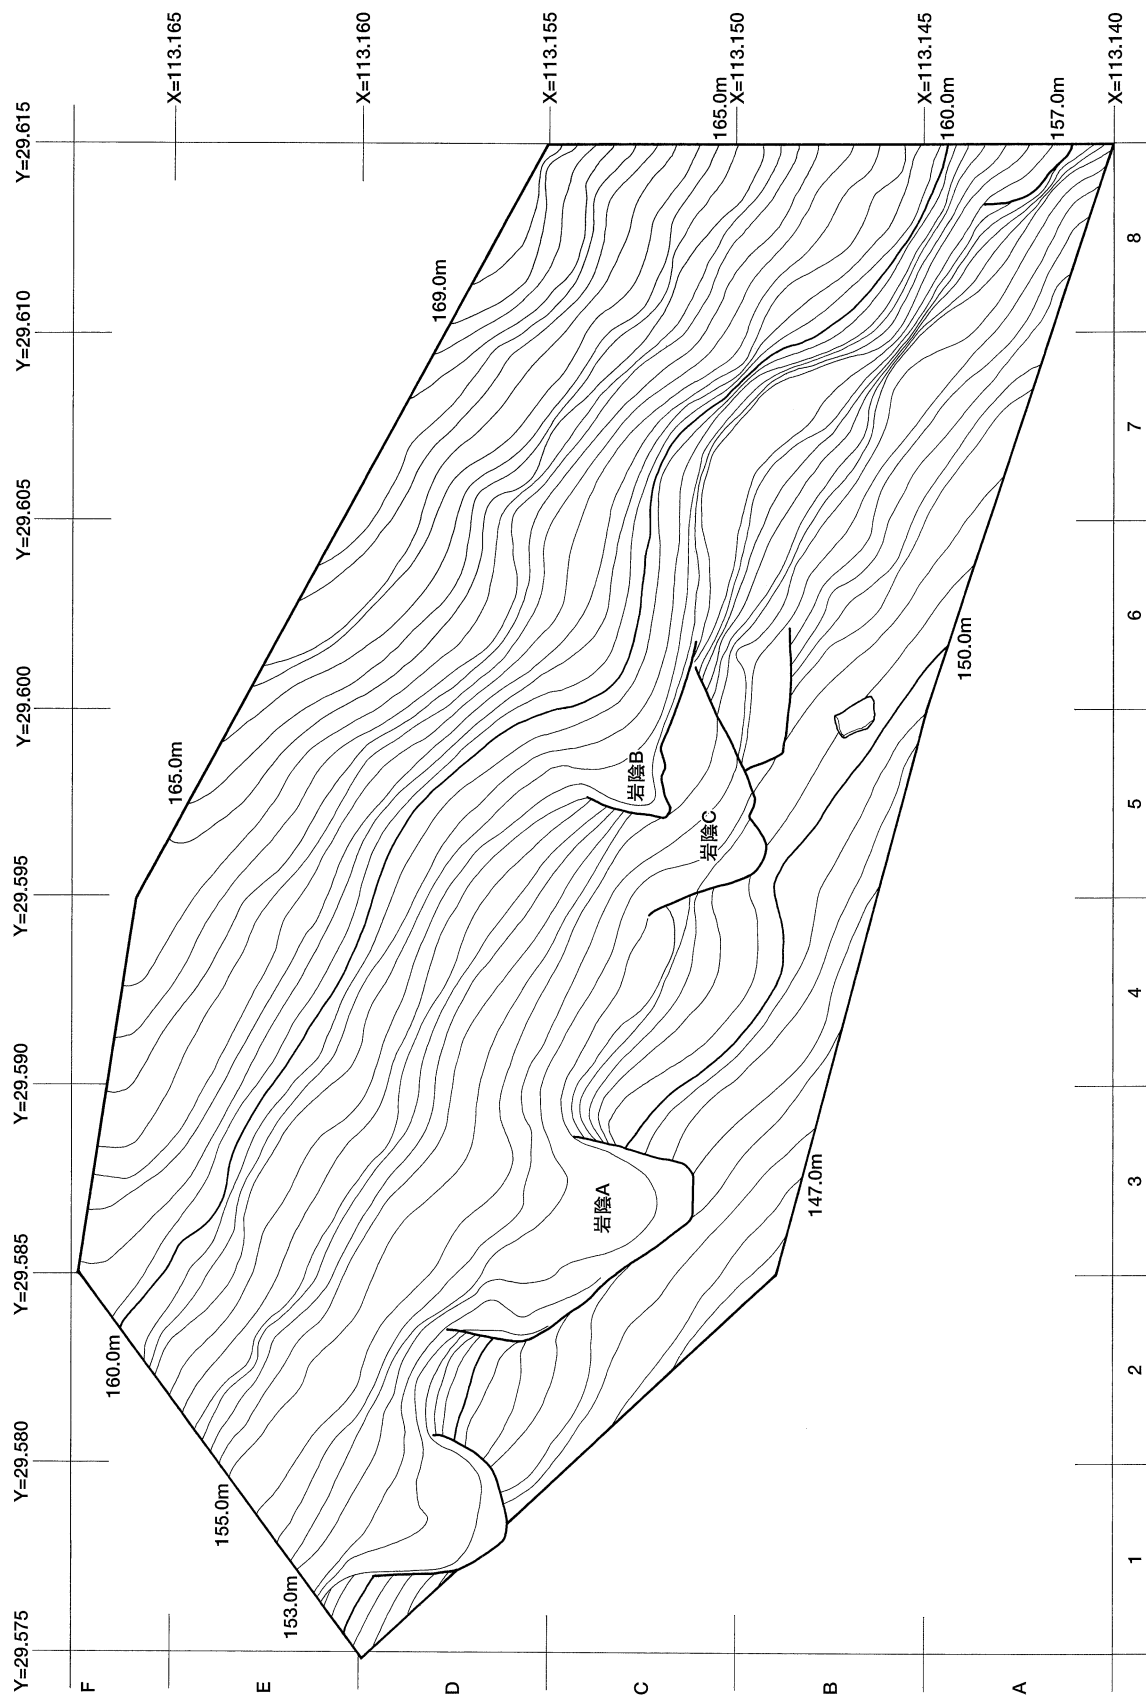 Y=29.575
Y=29.580
Y=29.585
Y=29.590
Y=29.595
Y=29.600
Y=29.605
Y=29.610
Y=29.615
X=113.165
X=113.160
X=113.155
X=113.150
X=113.145
X=113.140
F
E
D
C
B
A
1
2
3
4
5
6
7
8
153.0m
155.0m
160.0m
165.0m
169.0m
165.0m
160.0m
157.0m
150.0m
147.0m
岩陰A
岩陰B
岩陰C